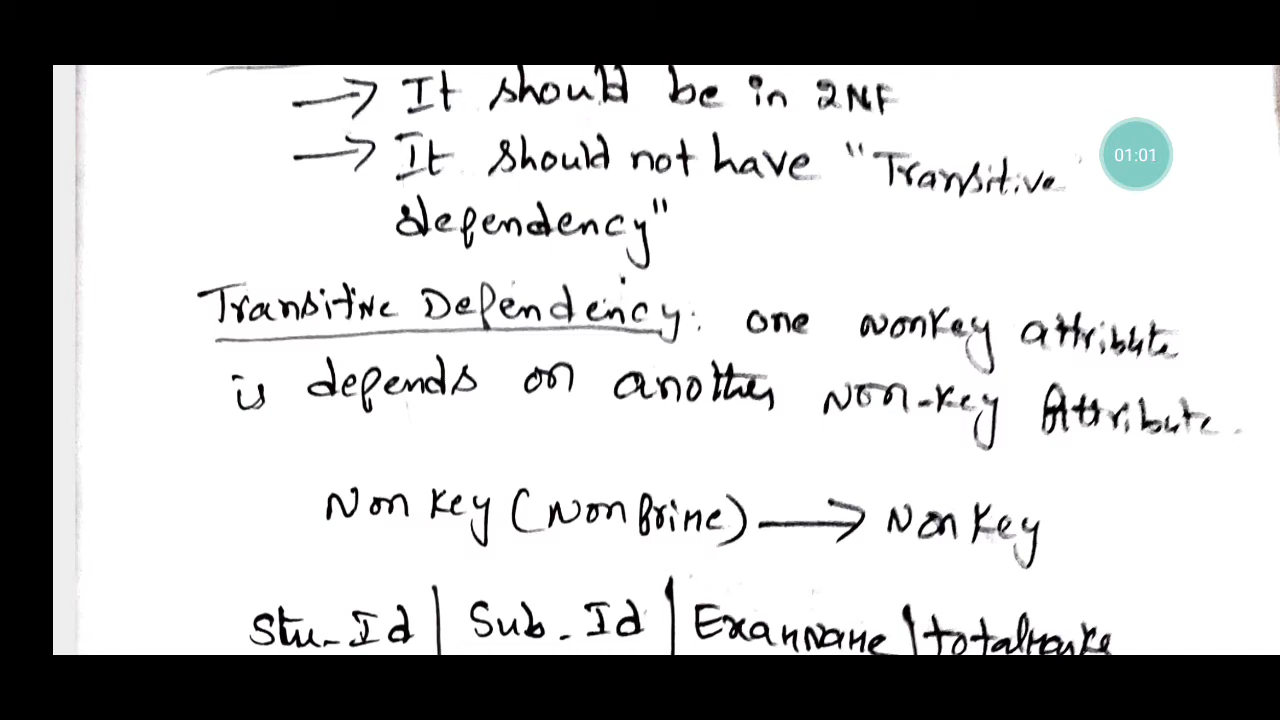 → It should be in 2NF
→ It should not have "Transitive
01:01
dependency"
Transitive Dependency: one nonkey attribute
is depends on another Non-key Attribute.
Non key (Non prime) → Non key
Stu_Id | Sub_Id | Examname | totalmarks